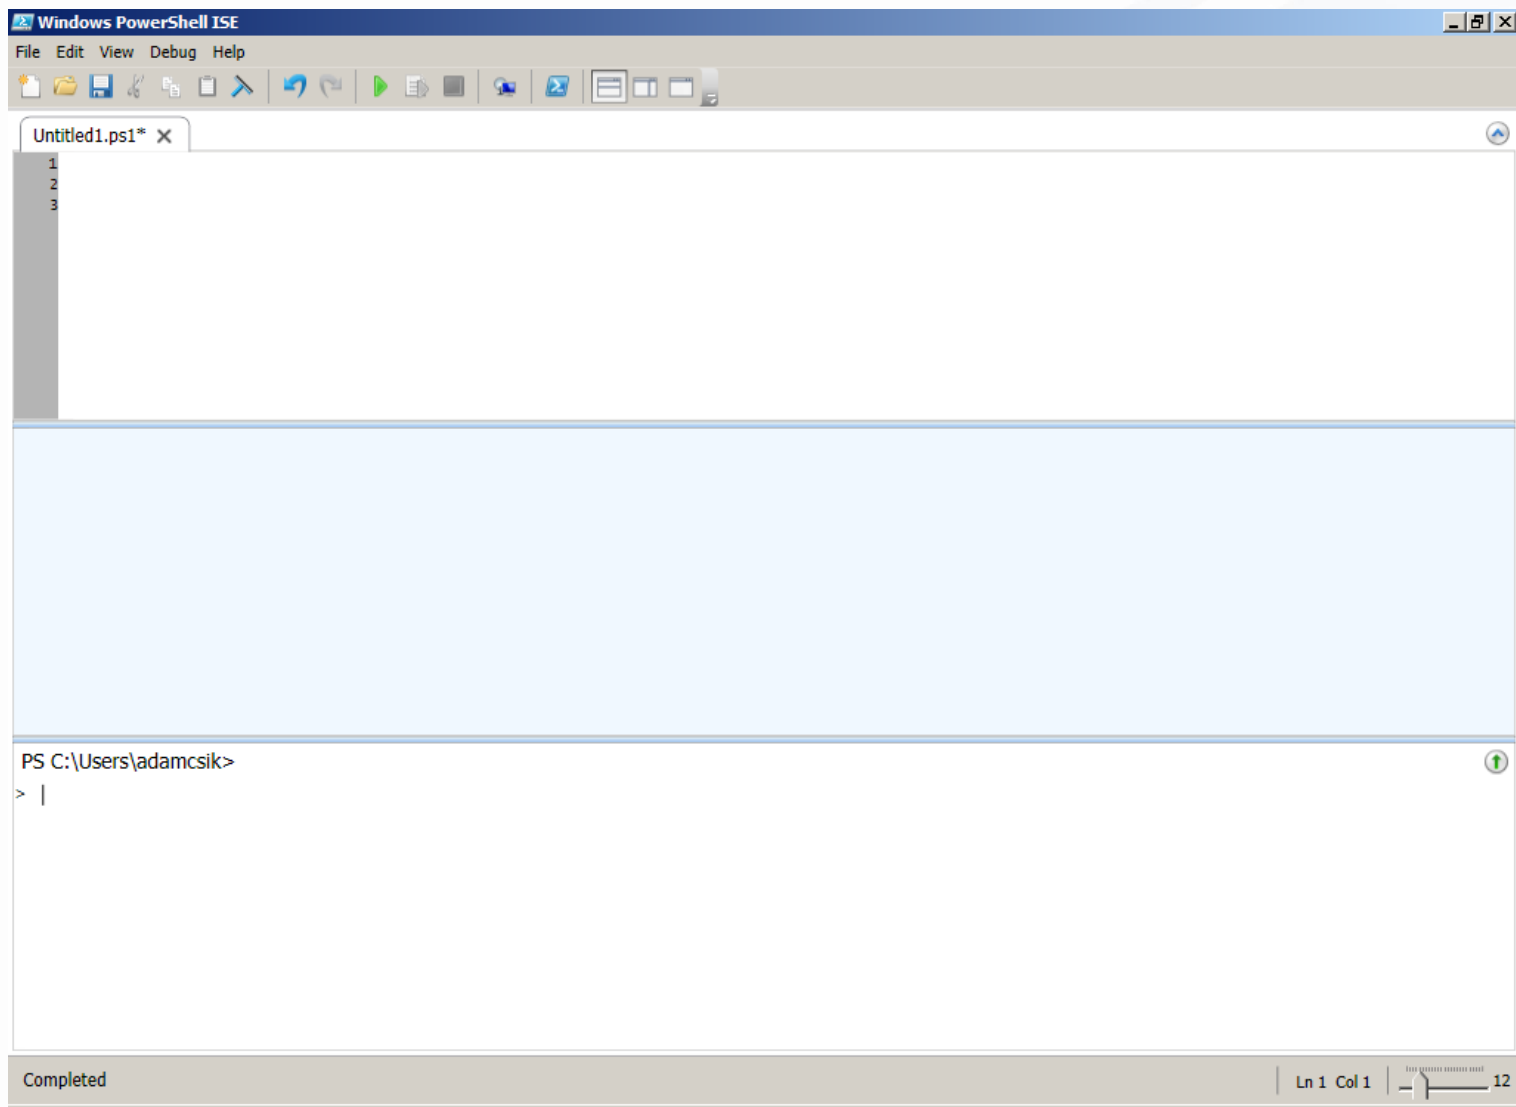 Windows PowerShell ISE
File Edit View Debug Help
Untitled1.ps1*
1
2
3
PS C:\Users\adamcsik>
>
Completed
Ln 1 Col 1
12